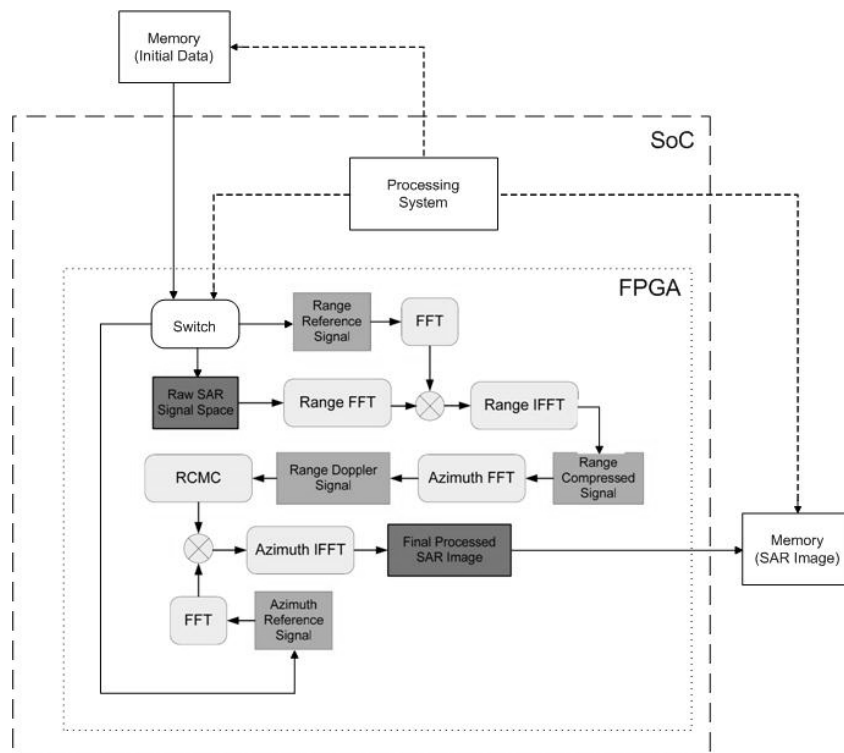 Memory
(Initial Data)
SoC
Processing
System
FPGA
Switch
Range
Reference
Signal
FFT
Raw SAR
Signal Space
Range FFT
Range IFFT
RCMC
Range Doppler
Signal
Azimuth FFT
Range
Compressed
Signal
Azimuth IFFT
Final Processed
SAR Image
Memory
(SAR Image)
FFT
Azimuth
Reference
Signal